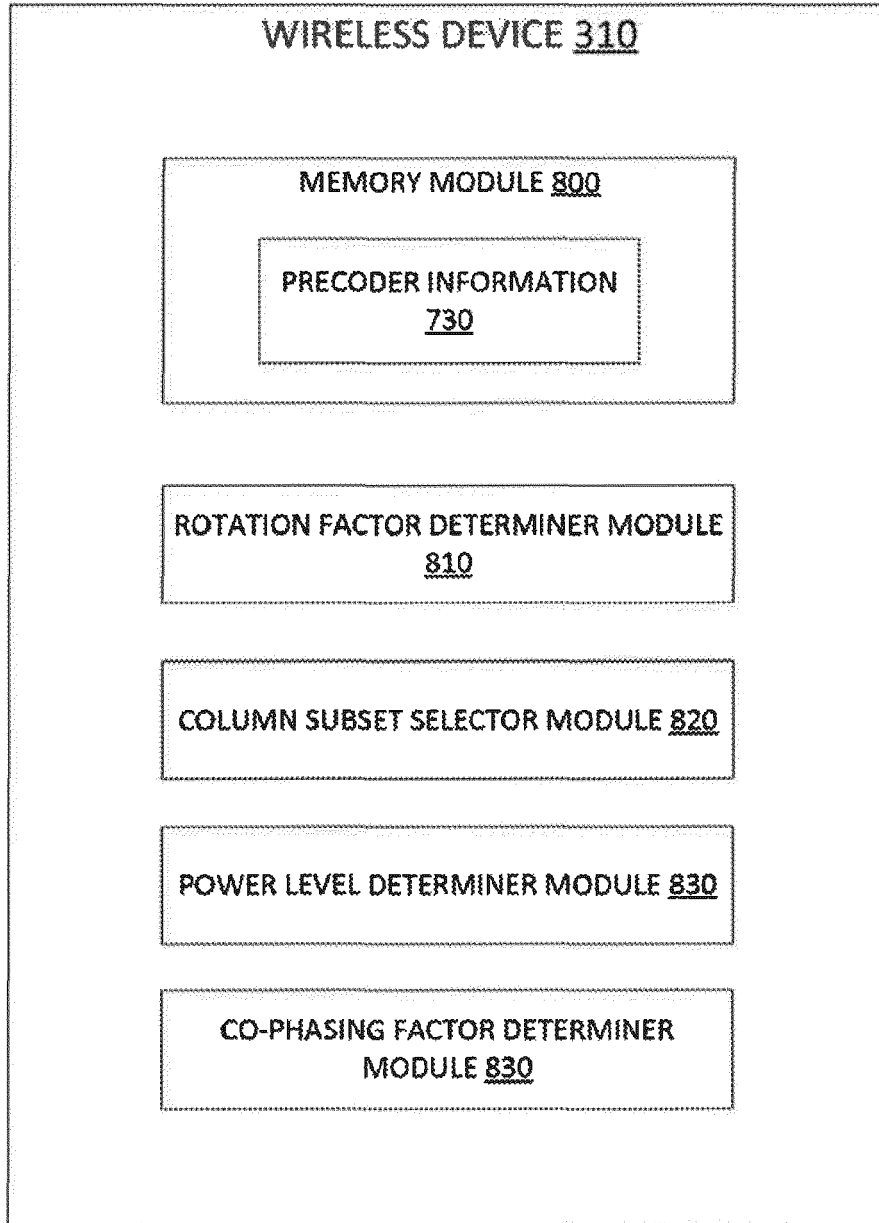 WIRELESS DEVICE 310
MEMORY MODULE 800
PRECODER INFORMATION
730
ROTATION FACTOR DETERMINER MODULE
810
COLUMN SUBSET SELECTOR MODULE 820
POWER LEVEL DETERMINER MODULE 830
CO-PHASING FACTOR DETERMINER
MODULE 830